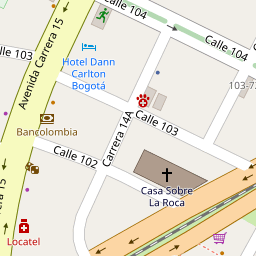 Calle 104
Calle 104
Avenida Carrera 15
Calle 103
Hotel Dann
Carlton
Bogotá
103-7
Calle 103
Bancolombia
Carrera 14A
Calle 102
Casa Sobre
La Roca
Locatel